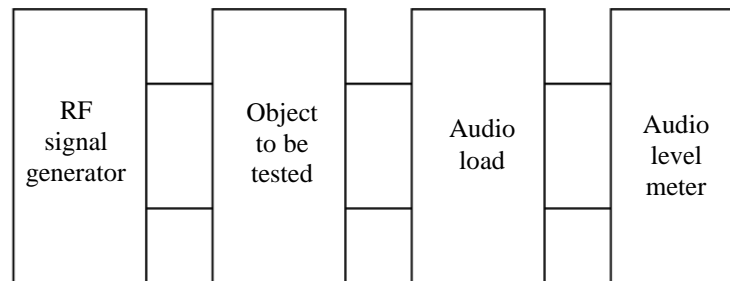 RF
signal
generator
Object
to be
tested
Audio
load
Audio
level
meter